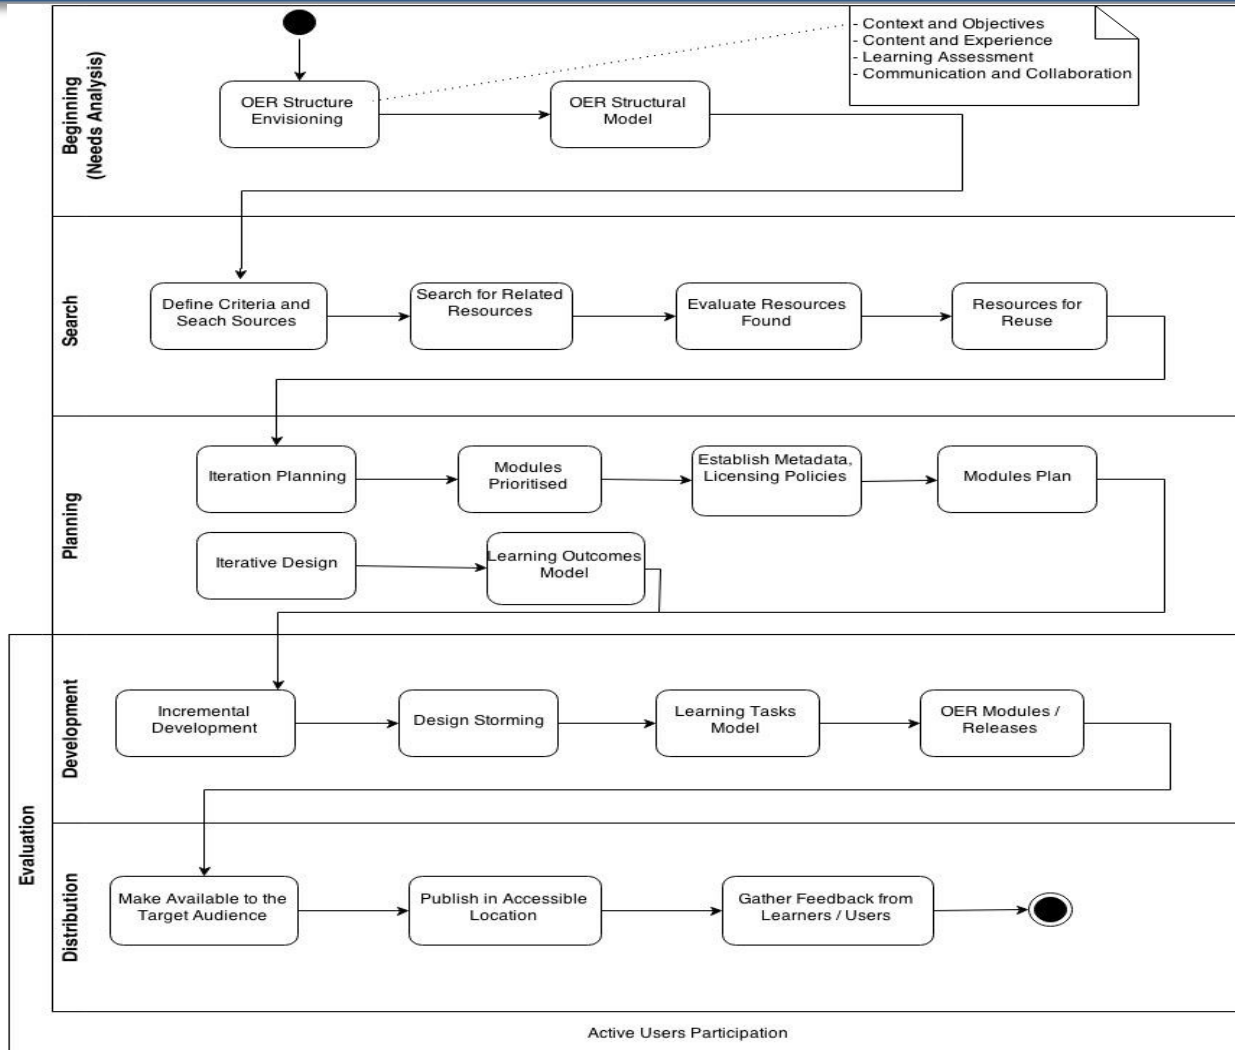 Beginning
(Needs Analysis)
OER Structure
Envisioning
OER Structural
Model
- Context and Objectives
- Content and Experience
- Learning Assessment
- Communication and Collaboration
Search
Define Criteria and
Seach Sources
Search for Related
Resources
Evaluate Resources
Found
Resources for
Reuse
Planning
Iteration Planning
Modules
Prioritised
Establish Metadata,
Licensing Policies
Modules Plan
Iterative Design
Learning Outcomes
Model
Evaluation
Development
Incremental
Development
Design Storming
Learning Tasks
Model
OER Modules /
Releases
Distribution
Make Available to the
Target Audience
Publish in Accessible
Location
Gather Feedback from
Learners / Users
Active Users Participation